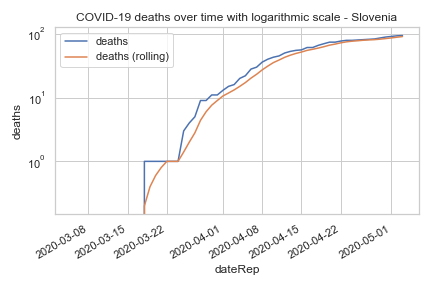 COVID-19 deaths over time with logarithmic scale - Slovenia
deaths
deaths (rolling)
10²
10¹
10⁰
deaths
2020-03-08
2020-03-15
2020-03-22
2020-04-01
2020-04-08
2020-04-15
2020-04-22
2020-05-01
dateRep